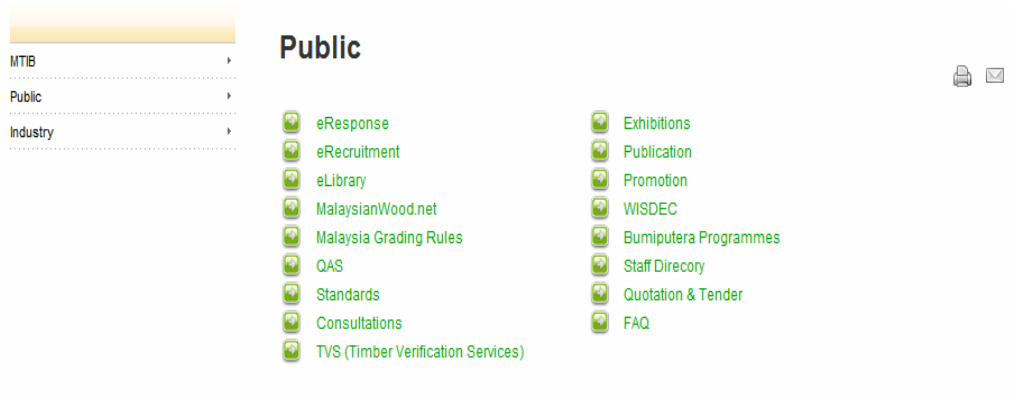 MTIB
Public
Industry
Public
eResponse
eRecruitment
eLibrary
MalaysianWood.net
Malaysia Grading Rules
QAS
Standards
Consultations
TVS (Timber Verification Services)
Exhibitions
Publication
Promotion
WISDEC
Bumiputera Programmes
Staff Direcory
Quotation & Tender
FAQ